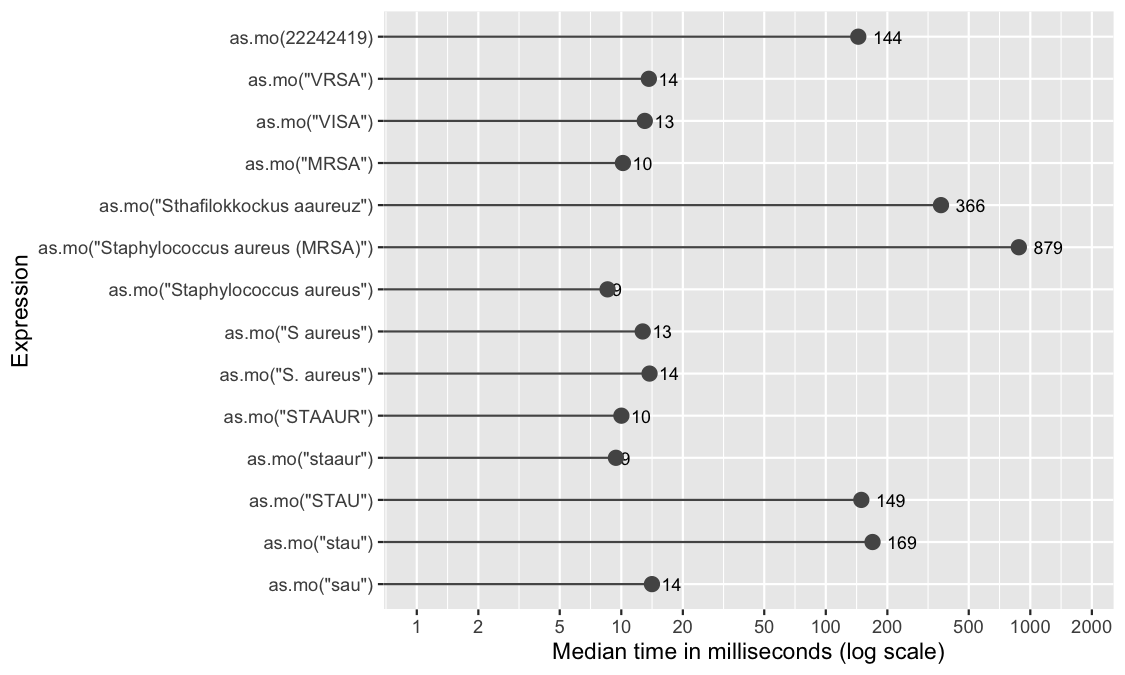 as.mo(22242419) 144
as.mo("VRSA") 14
as.mo("VISA") 13
as.mo("MRSA") 10
as.mo("Sthafilokkockus aaureuz") 366
as.mo("Staphylococcus aureus (MRSA)") 879
as.mo("Staphylococcus aureus") 9
as.mo("S aureus") 13
as.mo("S. aureus") 14
as.mo("STAAUR") 10
as.mo("staaur") 9
as.mo("STAU") 149
as.mo("stau") 169
as.mo("sau") 14
Expression
1 2 5 10 20 50 100 200 500 1000 2000
Median time in milliseconds (log scale)